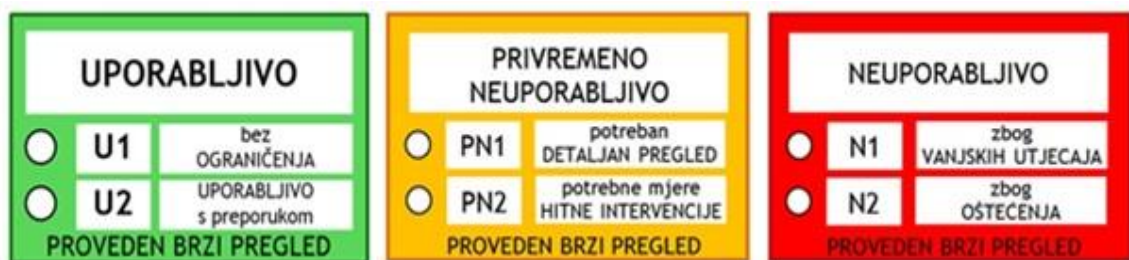 UPORABLJIVO
U1
bez
OGRANIČENJA
U2
UPORABLJIVO
s preporukom
PROVEDEN BRZI PREGLED
PRIVREMENO
NEUPORABLJIVO
PN1
potreban
DETALJAN PREGLED
PN2
potrebne mjere
HITNE INTERVENCIJE
PROVEDEN BRZI PREGLED
NEUPORABLJIVO
N1
zbog
VANJSKIH UTJECAJA
N2
zbog
OŠTEĆENJA
PROVEDEN BRZI PREGLED